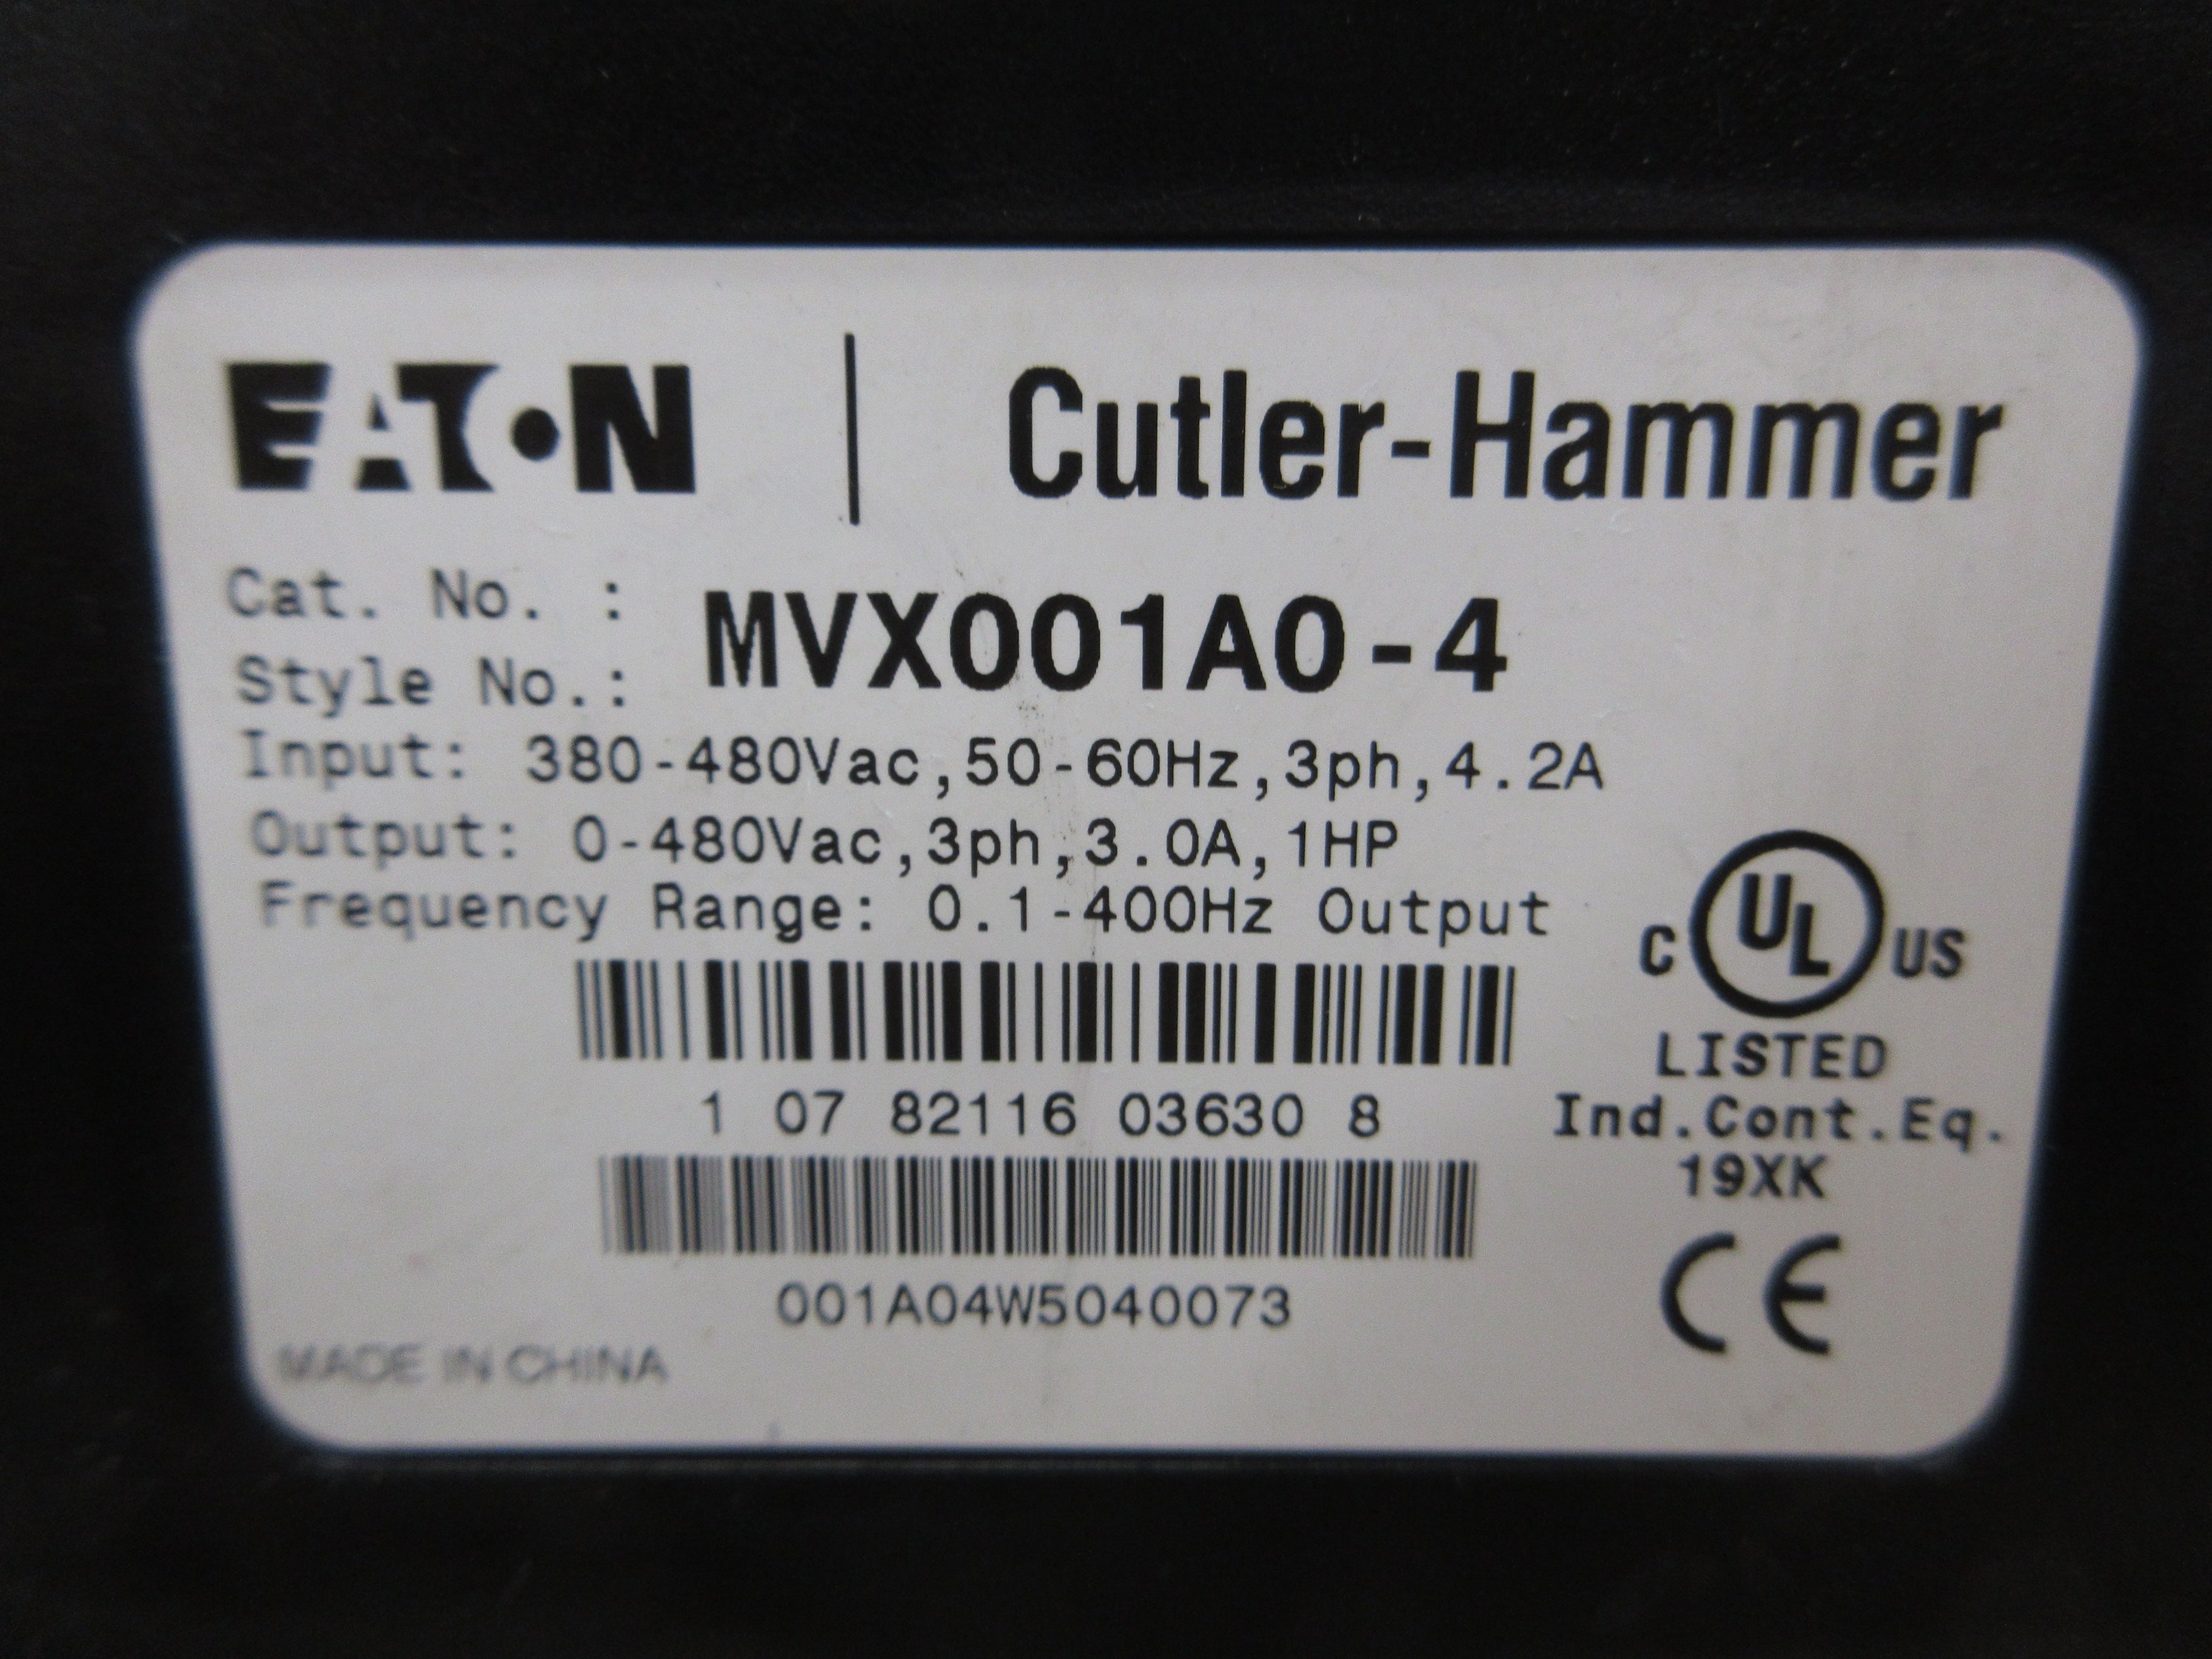 EATON | Cutler-Hammer
Cat. No. : MVX001A0-4
Style No.:
Input: 380-480Vac,50-60Hz,3ph,4.2A
Output: 0-480Vac,3ph,3.0A,1HP
Frequency Range: 0.1-400Hz Output
C UL US
LISTED
Ind.Cont.Eq.
19XK
1 07 82116 03630 8
001A04W5040073
CE
MADE IN CHINA